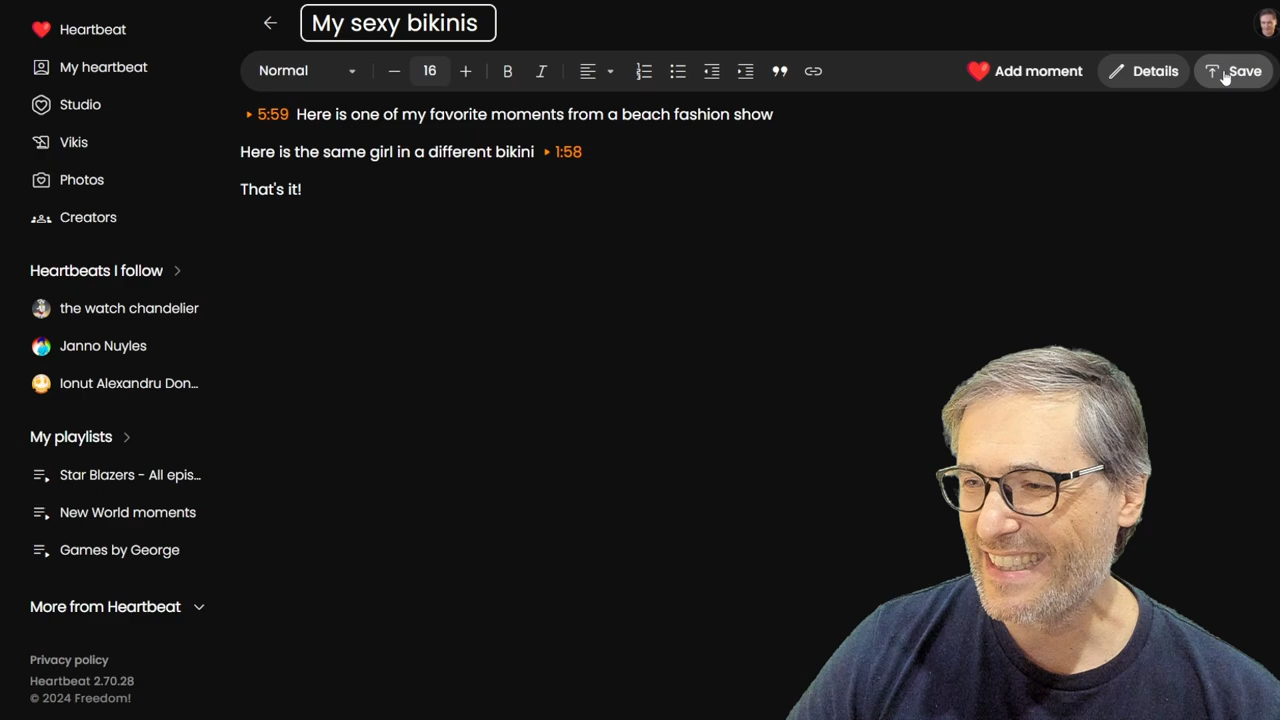 Heartbeat
My heartbeat
Studio
Vikis
Photos
Creators
Heartbeats I follow
the watch chandelier
Janno Nuyles
Ionut Alexandru Don...
My playlists
Star Blazers - All epis...
New World moments
Games by George
More from Heartbeat
Privacy policy
Heartbeat 2.70.28
© 2024 Freedom!
My sexy bikinis
Normal 16 B I Add moment Details Save
5:59 Here is one of my favorite moments from a beach fashion show
Here is the same girl in a different bikini 1:58
That's it!